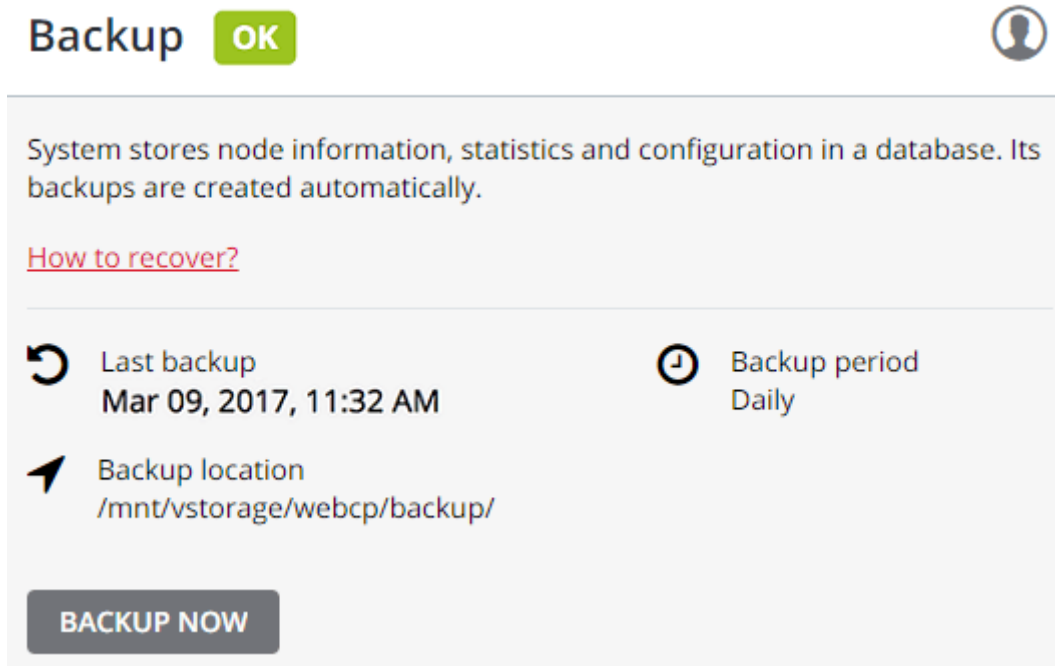 Backup OK
System stores node information, statistics and configuration in a database. Its
backups are created automatically.
How to recover?
Last backup
Mar 09, 2017, 11:32 AM
Backup period
Daily
Backup location
/mnt/vstorage/webcp/backup/
BACKUP NOW